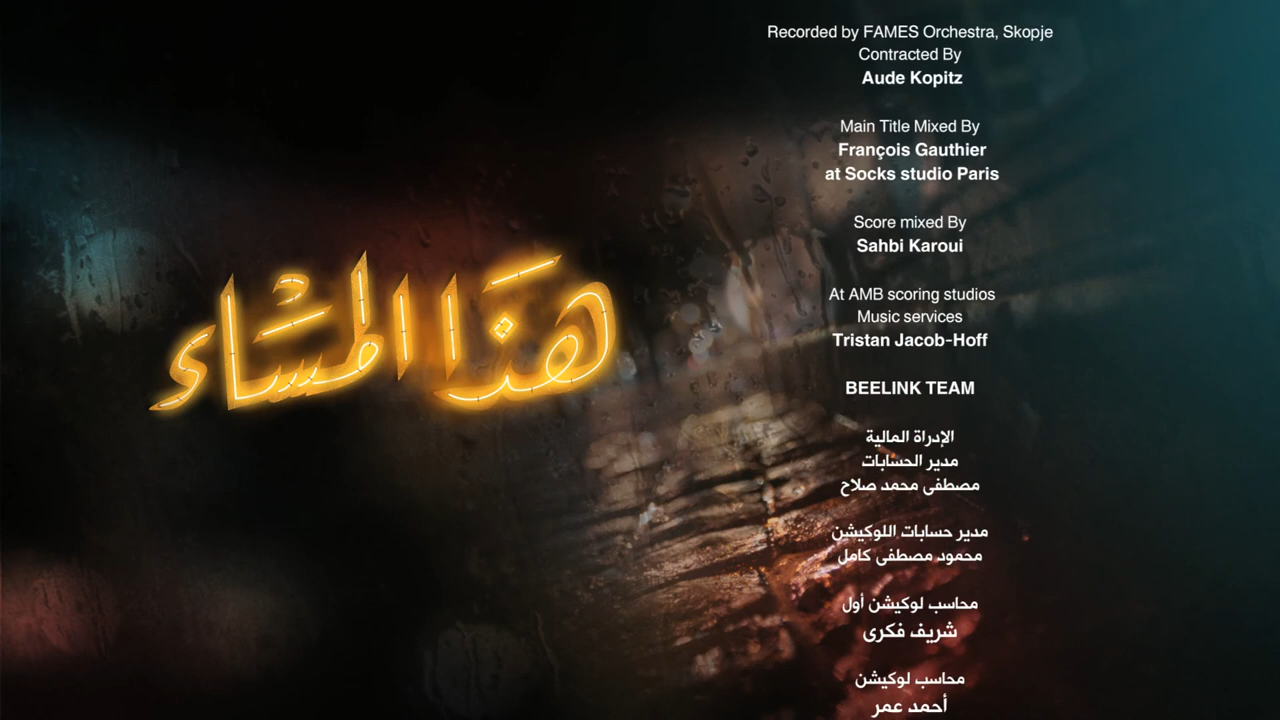 هذَا المسَاء
Recorded by FAMES Orchestra, Skopje
Contracted By
Aude Kopitz
Main Title Mixed By
François Gauthier
at Socks studio Paris
Score mixed By
Sahbi Karoui
At AMB scoring studios
Music services
Tristan Jacob-Hoff
BEELINK TEAM
الإدراة المالية
مدير الحسابات
مصطفى محمد صلاح
مدير حسابات اللوكيشن
محمود مصطفى كامل
محاسب لوكيشن أول
شريف فكرى
محاسب لوكيشن
أحمد عمر